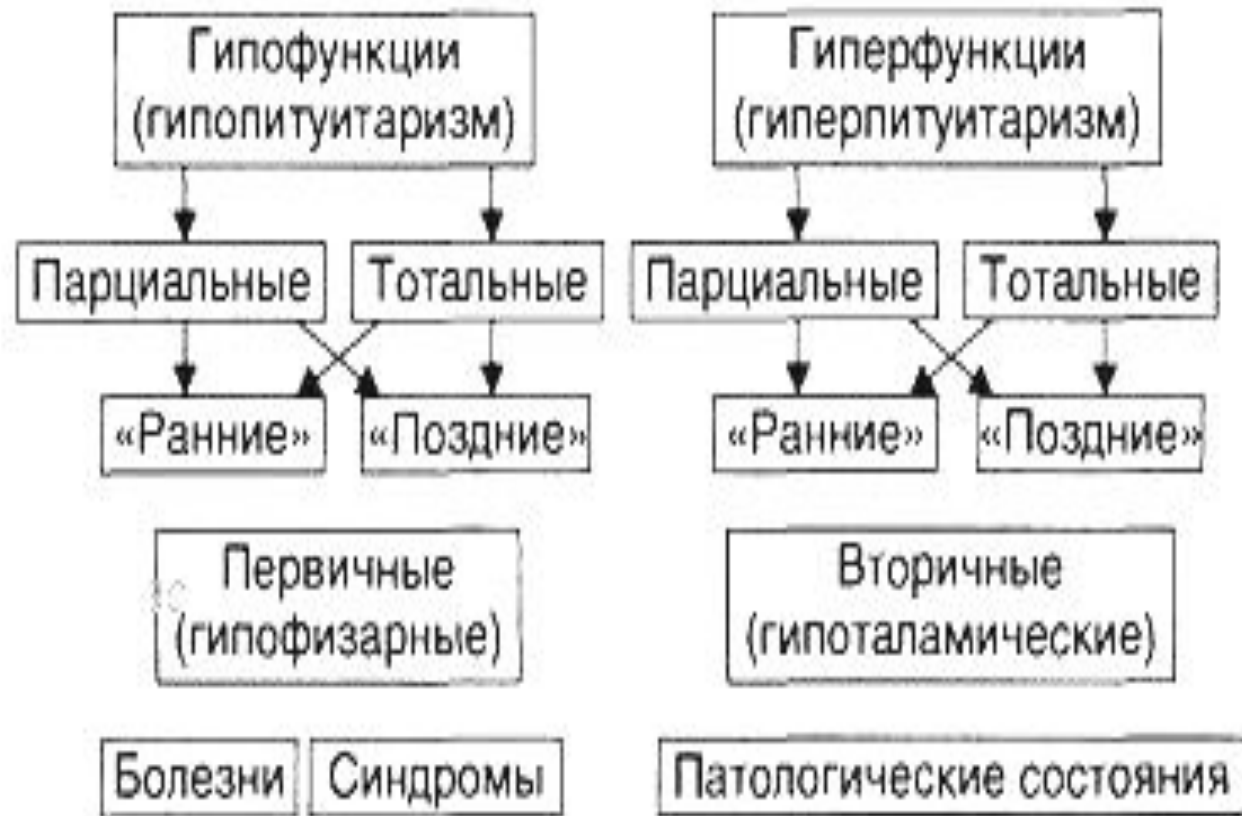 Гипофункции
(гипопитуитаризм)
Гиперфункции
(гиперпитуитаризм)
Парциальные
Тотальные
Парциальные
Тотальные
«Ранние»
«Поздние»
«Ранние»
«Поздние»
Первичные
(гипофизарные)
Вторичные
(гипоталамические)
Болезни
Синдромы
Патологические состояния